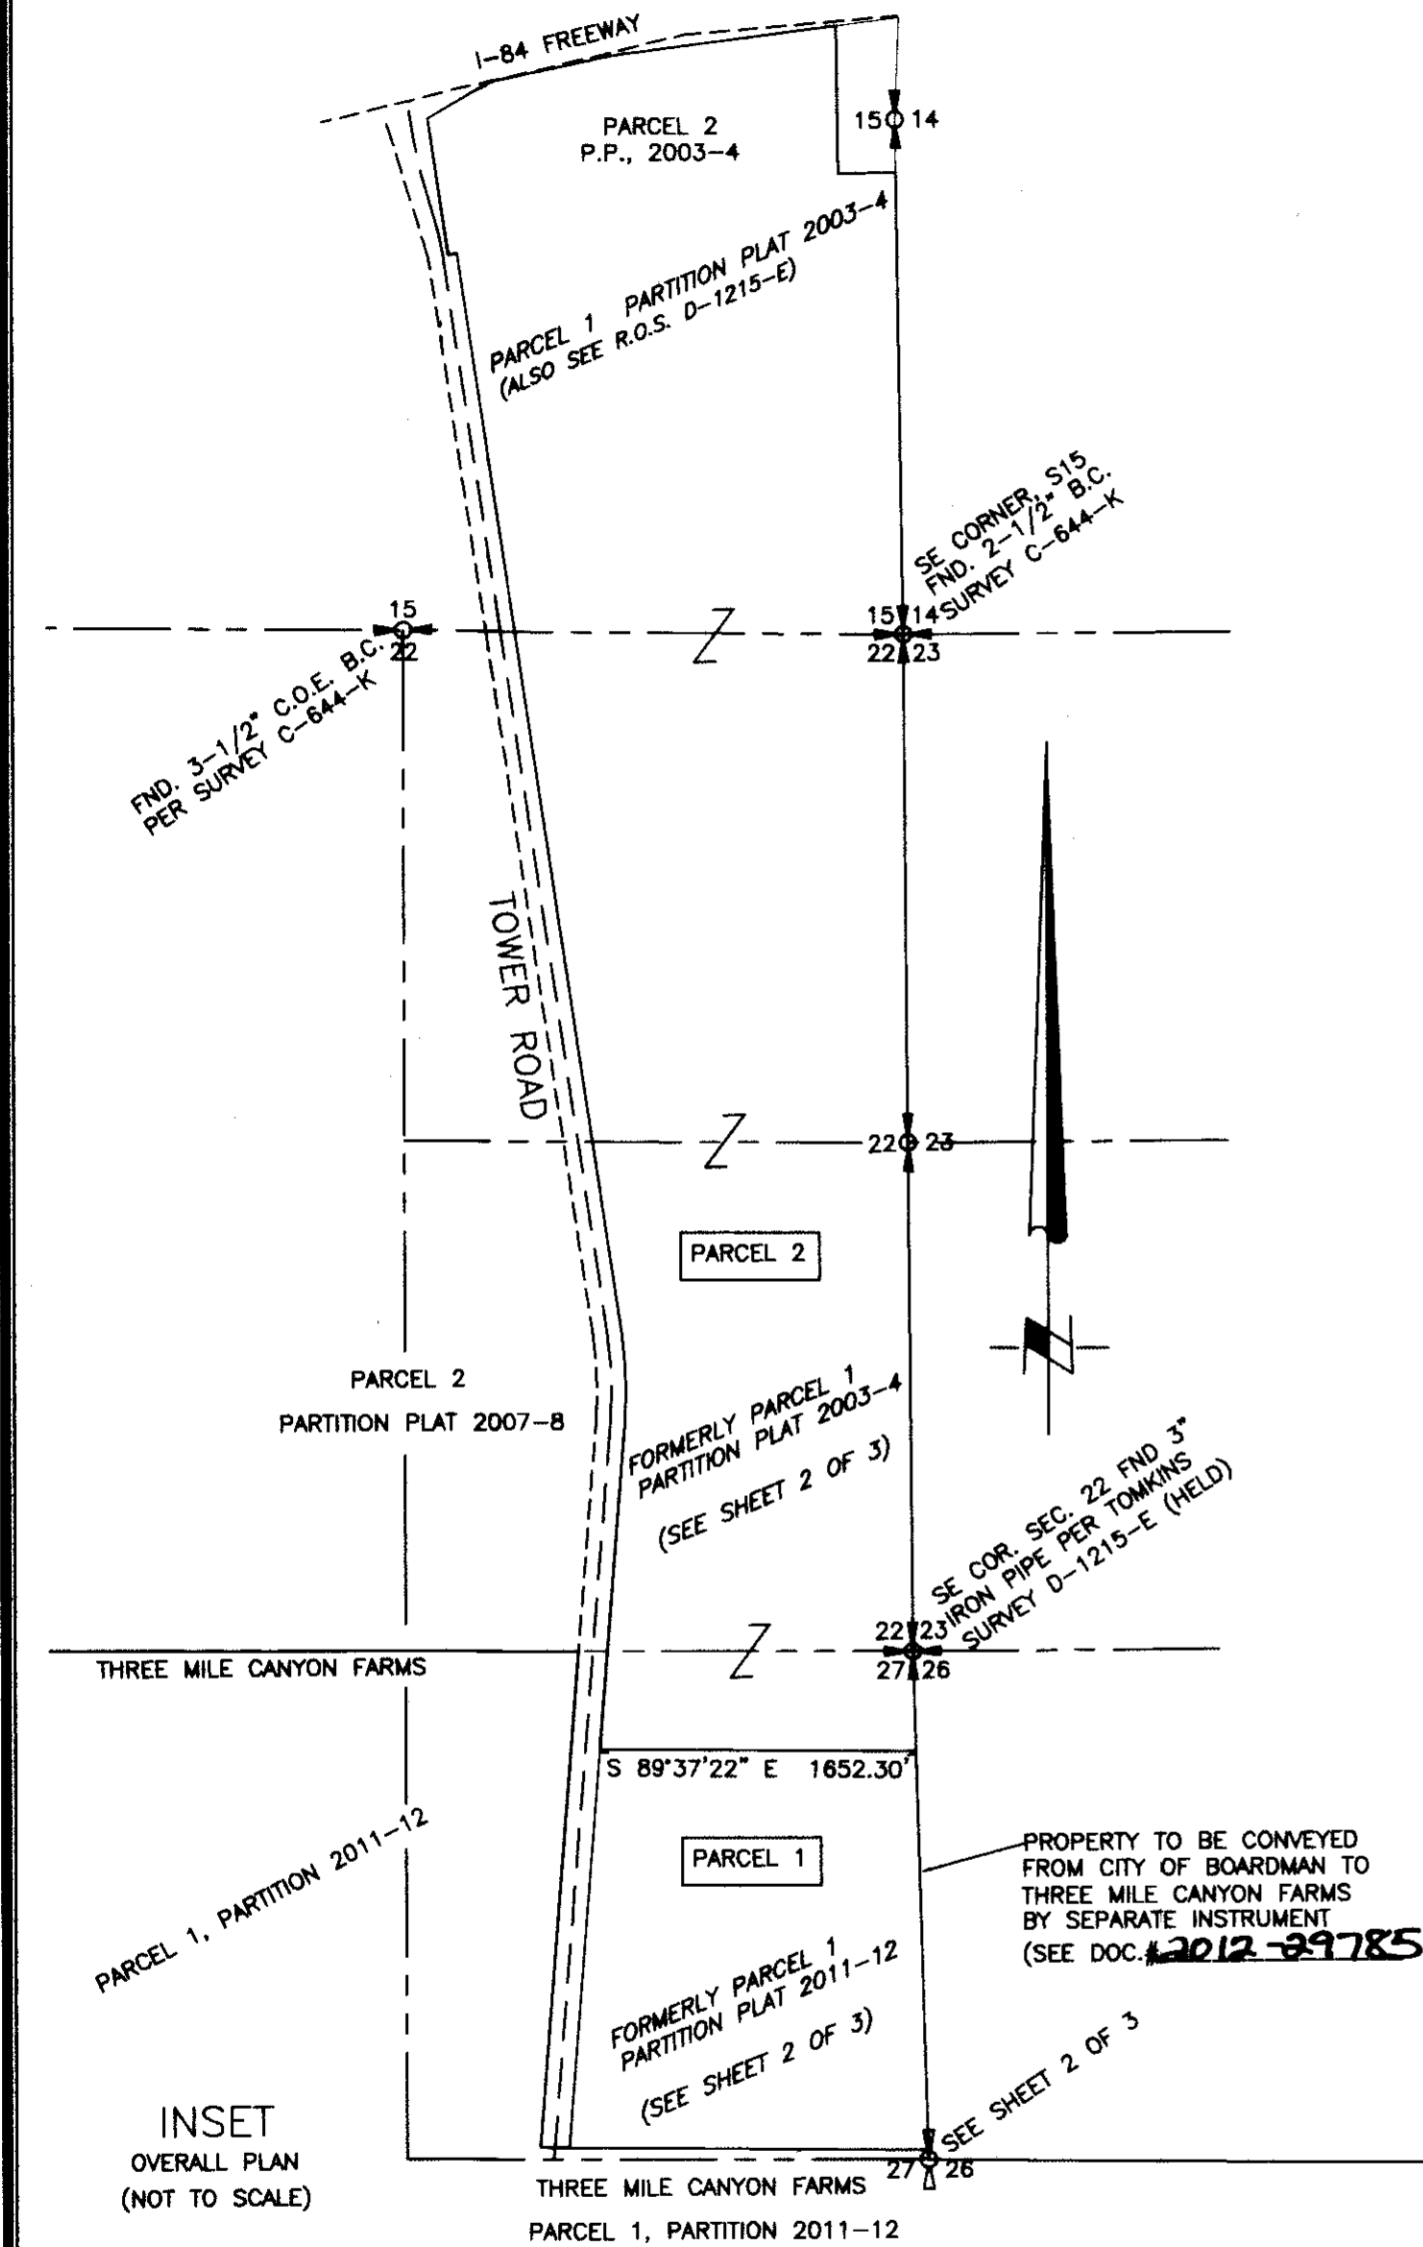 I-84 FREEWAY
PARCEL 2
P.P., 2003-4
15 14
PARCEL 1 PARTITION PLAT 2003-4
(ALSO SEE R.O.S. D-1215-E)
SE CORNER, S15
FND. 2-1/2" B.C.
SURVEY C-644-K
15
22
15 14
22 23
FND. 3-1/2" C.O.E. B.C.
PER SURVEY C-644-K
TOWER ROAD
22 23
PARCEL 2
PARCEL 2
PARTITION PLAT 2007-8
FORMERLY PARCEL 1
PARTITION PLAT 2003-4
(SEE SHEET 2 OF 3)
SE COR. SEC. 22 FND 3"
IRON PIPE PER TOMKINS
SURVEY D-1215-E (HELD)
22 23
27 26
THREE MILE CANYON FARMS
S 89°37'22" E 1652.30'
PARCEL 1, PARTITION 2011-12
PARCEL 1
PROPERTY TO BE CONVEYED
FROM CITY OF BOARDMAN TO
THREE MILE CANYON FARMS
BY SEPARATE INSTRUMENT
(SEE DOC.# 2012-29785
FORMERLY PARCEL 1
PARTITION PLAT 2011-12
(SEE SHEET 2 OF 3)
SEE SHEET 2 OF 3
27 26
INSET
OVERALL PLAN
(NOT TO SCALE)
THREE MILE CANYON FARMS
PARCEL 1, PARTITION 2011-12